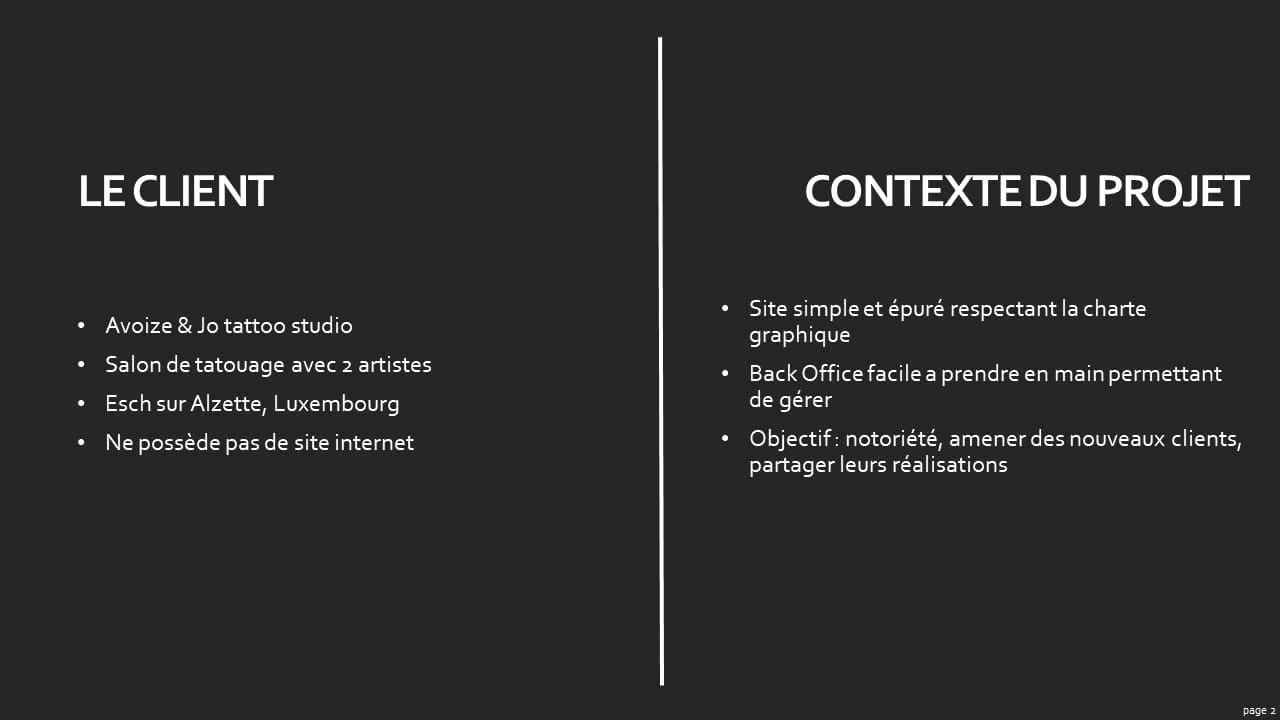 LE CLIENT
• Avoize & Jo tattoo studio
• Salon de tatouage avec 2 artistes
• Esch sur Alzette, Luxembourg
• Ne possède pas de site internet
CONTEXTE DU PROJET
• Site simple et épuré respectant la charte
graphique
• Back Office facile a prendre en main permettant
de gérer
• Objectif : notoriété, amener des nouveaux clients,
partager leurs réalisations
page 2